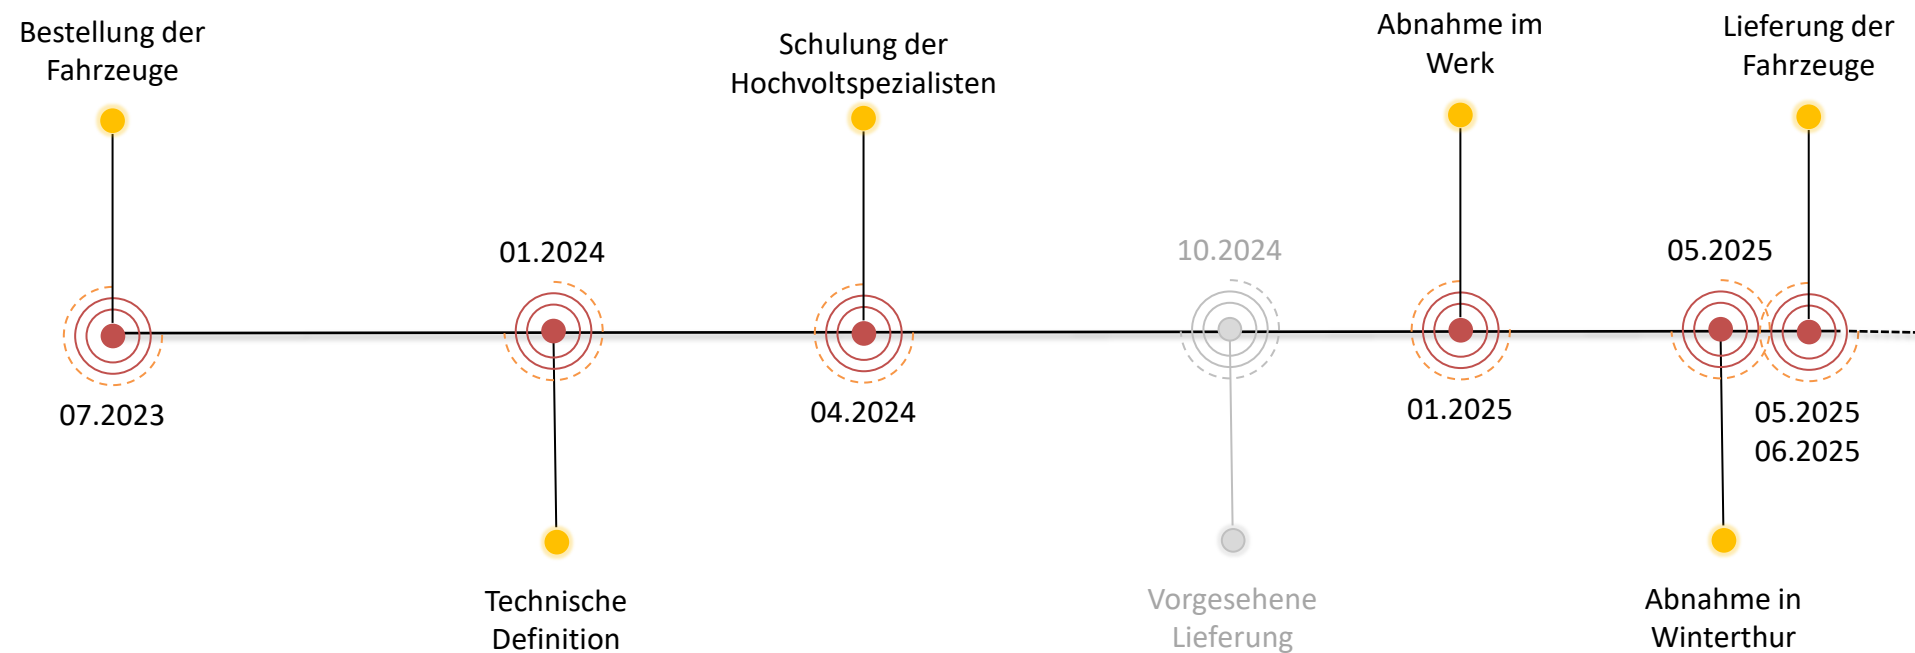 Bestellung der
Fahrzeuge
07.2023
01.2024
Technische
Definition
Schulung der
Hochvoltspezialisten
04.2024
10.2024
Vorgesehene
Lieferung
Abnahme im
Werk
01.2025
05.2025
Abnahme in
Winterthur
Lieferung der
Fahrzeuge
05.2025
06.2025